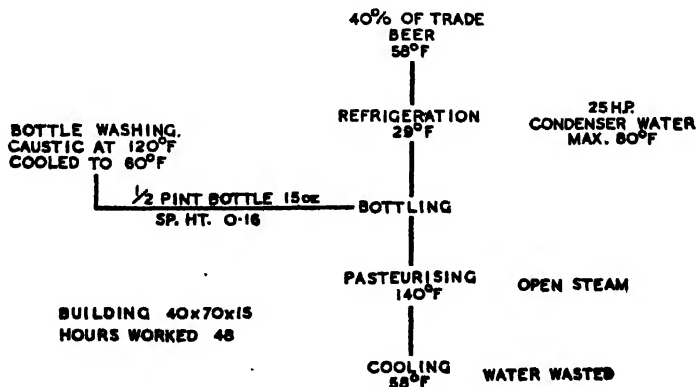 40% OF TRADE
BEER
58°F
REFRIGERATION
29°F
25 H.P.
CONDENSER WATER
MAX. 80°F
BOTTLE WASHING.
CAUSTIC AT 120°F
COOLED TO 60°F
½ PINT BOTTLE 15oz
SP. HT. 0·16
BOTTLING
PASTEURISING
140°F
OPEN STEAM
BUILDING 40x70x15
HOURS WORKED 48
COOLING
58°F
WATER WASTED